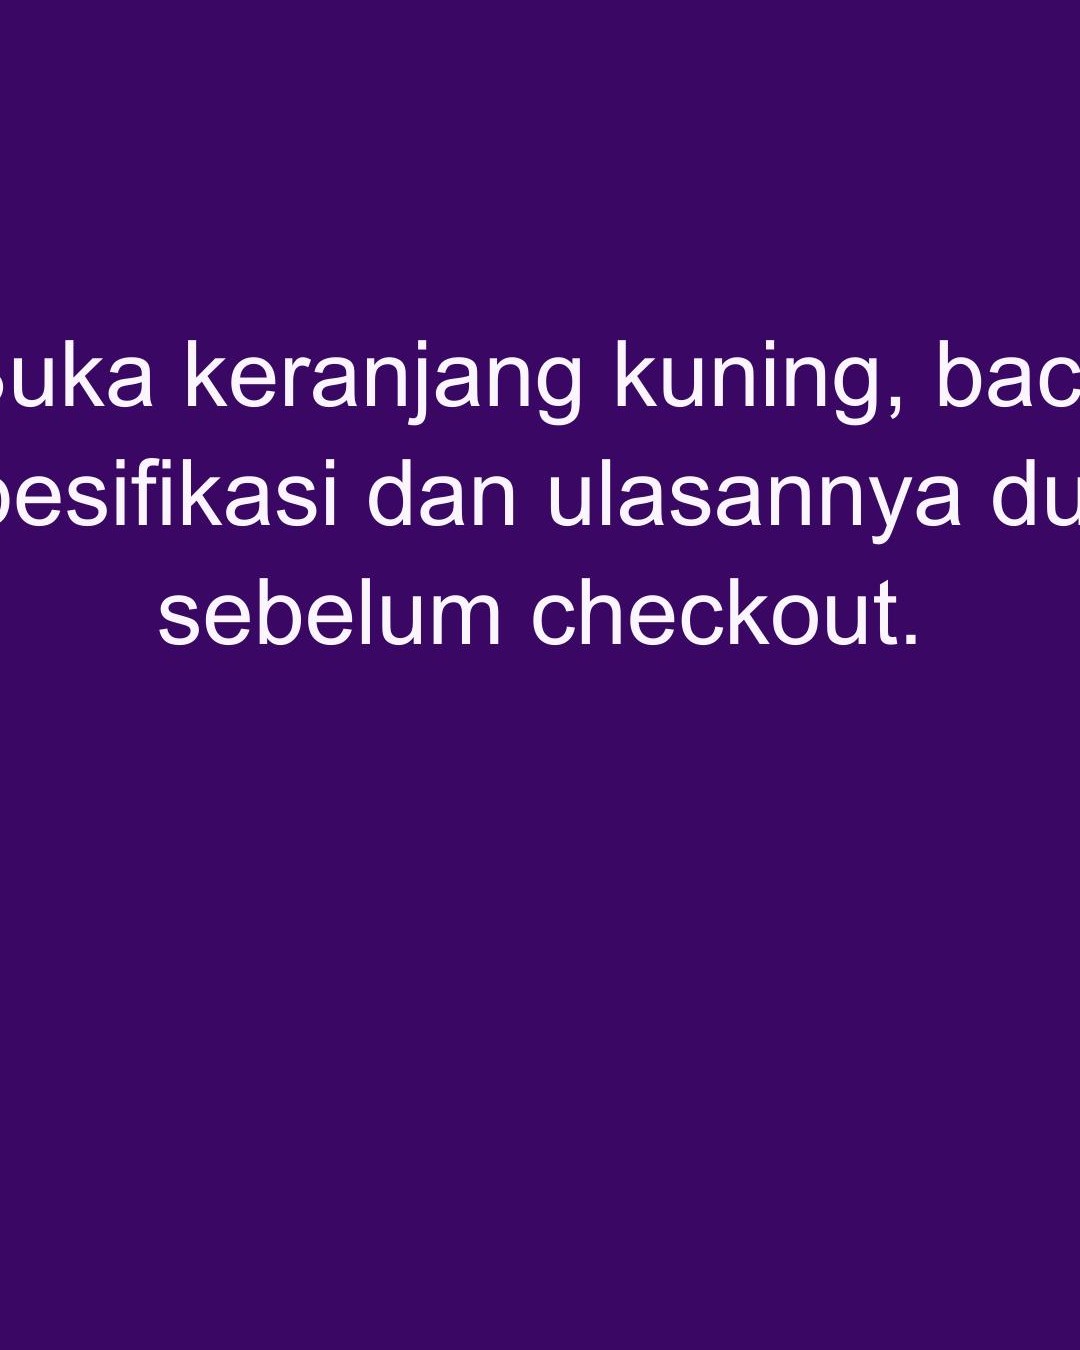 uka keranjang kuning, bac
esifikasi dan ulasannya du
sebelum checkout.